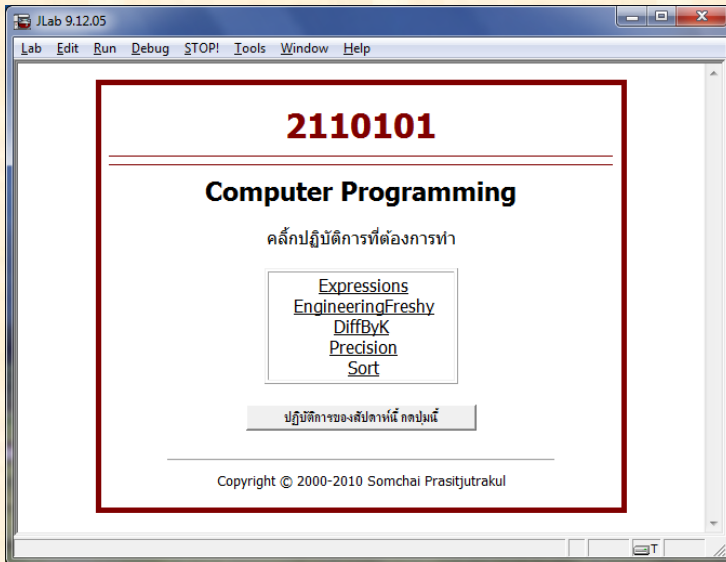 JLab 9.12.05
Lab Edit Run Debug STOP! Tools Window Help
2110101
Computer Programming
คลิ้กปฏิบัติการที่ต้องการทำ
Expressions
EngineeringFreshy
DiffByK
Precision
Sort
ปฏิบัติการของสัปดาห์นี้ กดปุ่มนี้
Copyright © 2000-2010 Somchai Prasitjutrakul
T